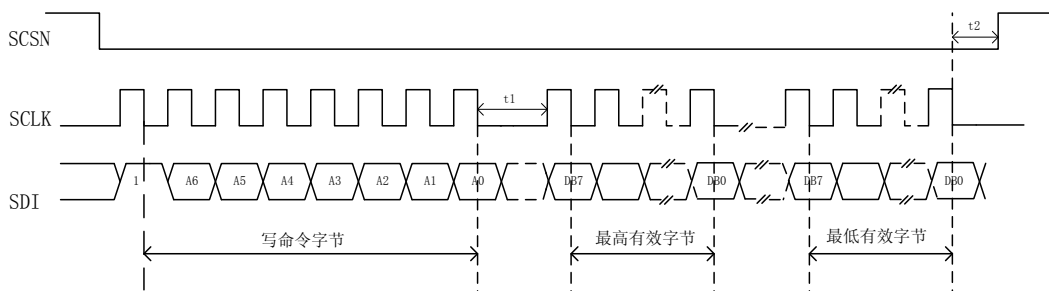 SCSN
t2
SCLK
t1
SDI
1 A6 A5 A4 A3 A2 A1 A0 DB7 DB0 DB7 DB0
写命令字节 最高有效字节 最低有效字节